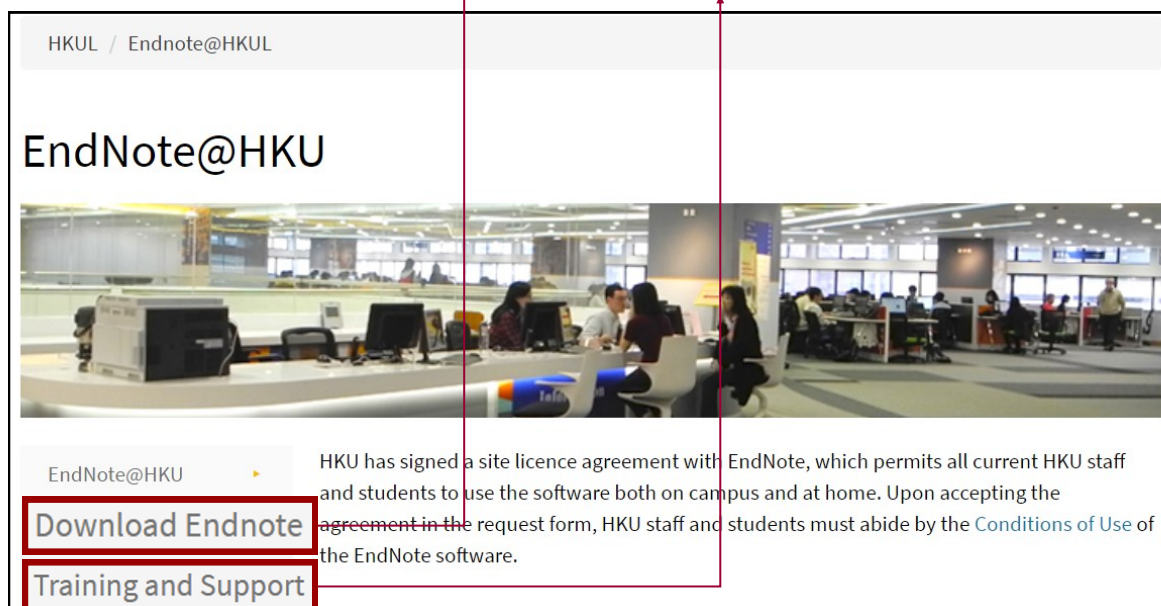 HKUL / Endnote@HKUL
EndNote@HKU
EndNote@HKU
Download Endnote
Training and Support
HKU has signed a site licence agreement with EndNote, which permits all current HKU staff
and students to use the software both on campus and at home. Upon accepting the
agreement in the request form, HKU staff and students must abide by the Conditions of Use of
the EndNote software.